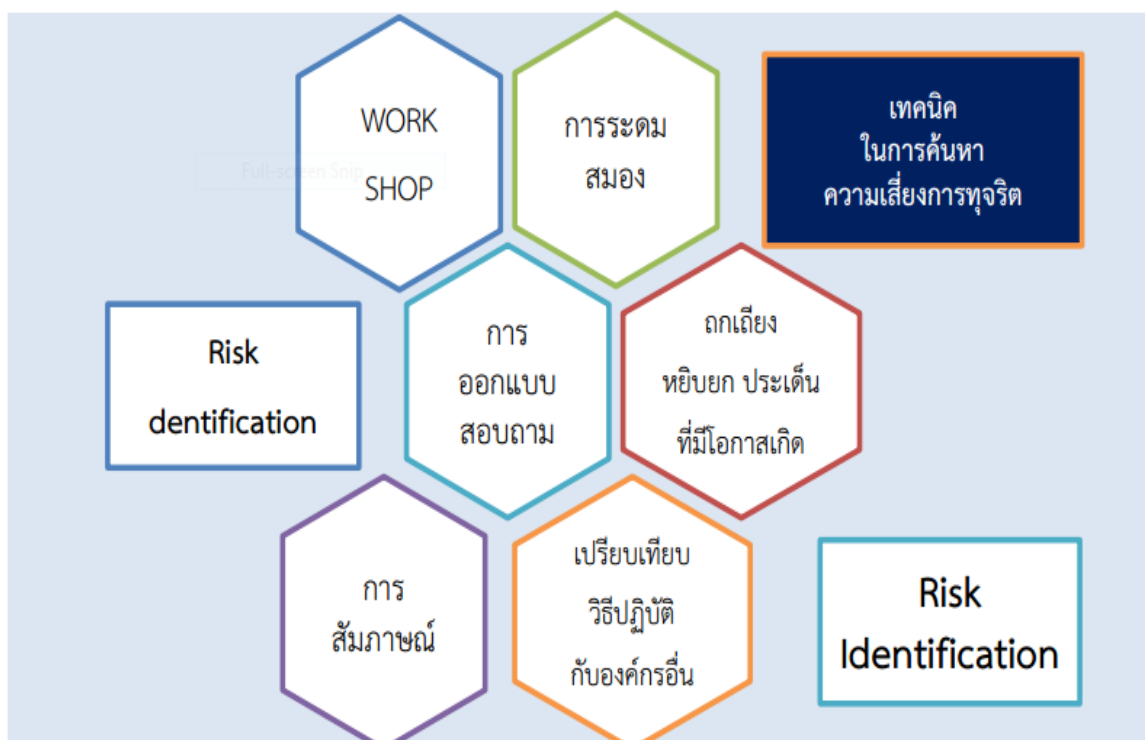 WORK
SHOP
การระดม
สมอง
เทคนิค
ในการค้นหา
ความเสี่ยงการทุจริต
Full-screen Snip
Risk
dentification
การ
ออกแบบ
สอบถาม
ถกเถียง
หยิบยก ประเด็น
ที่มีโอกาสเกิด
การ
สัมภาษณ์
เปรียบเทียบ
วิธีปฏิบัติ
กับองค์กรอื่น
Risk
Identification